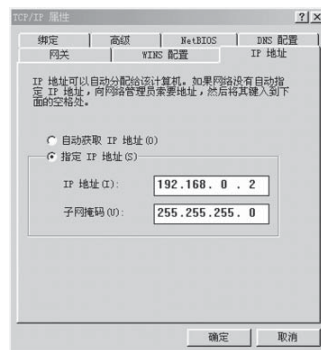 TCP/IP 属性
? ×
绑定 高级 NetBIOS DNS 配置
网关 WINS 配置 IP 地址
IP 地址可以自动分配给该计算机。如果网络没有自动指
定 IP 地址，向网络管理员索要地址，然后将其键入到下
面的空格处。
自动获取 IP 地址(O)
指定 IP 地址(S)
IP 地址(I): 192.168. 0 . 2
子网掩码(U): 255.255.255. 0
确定 取消